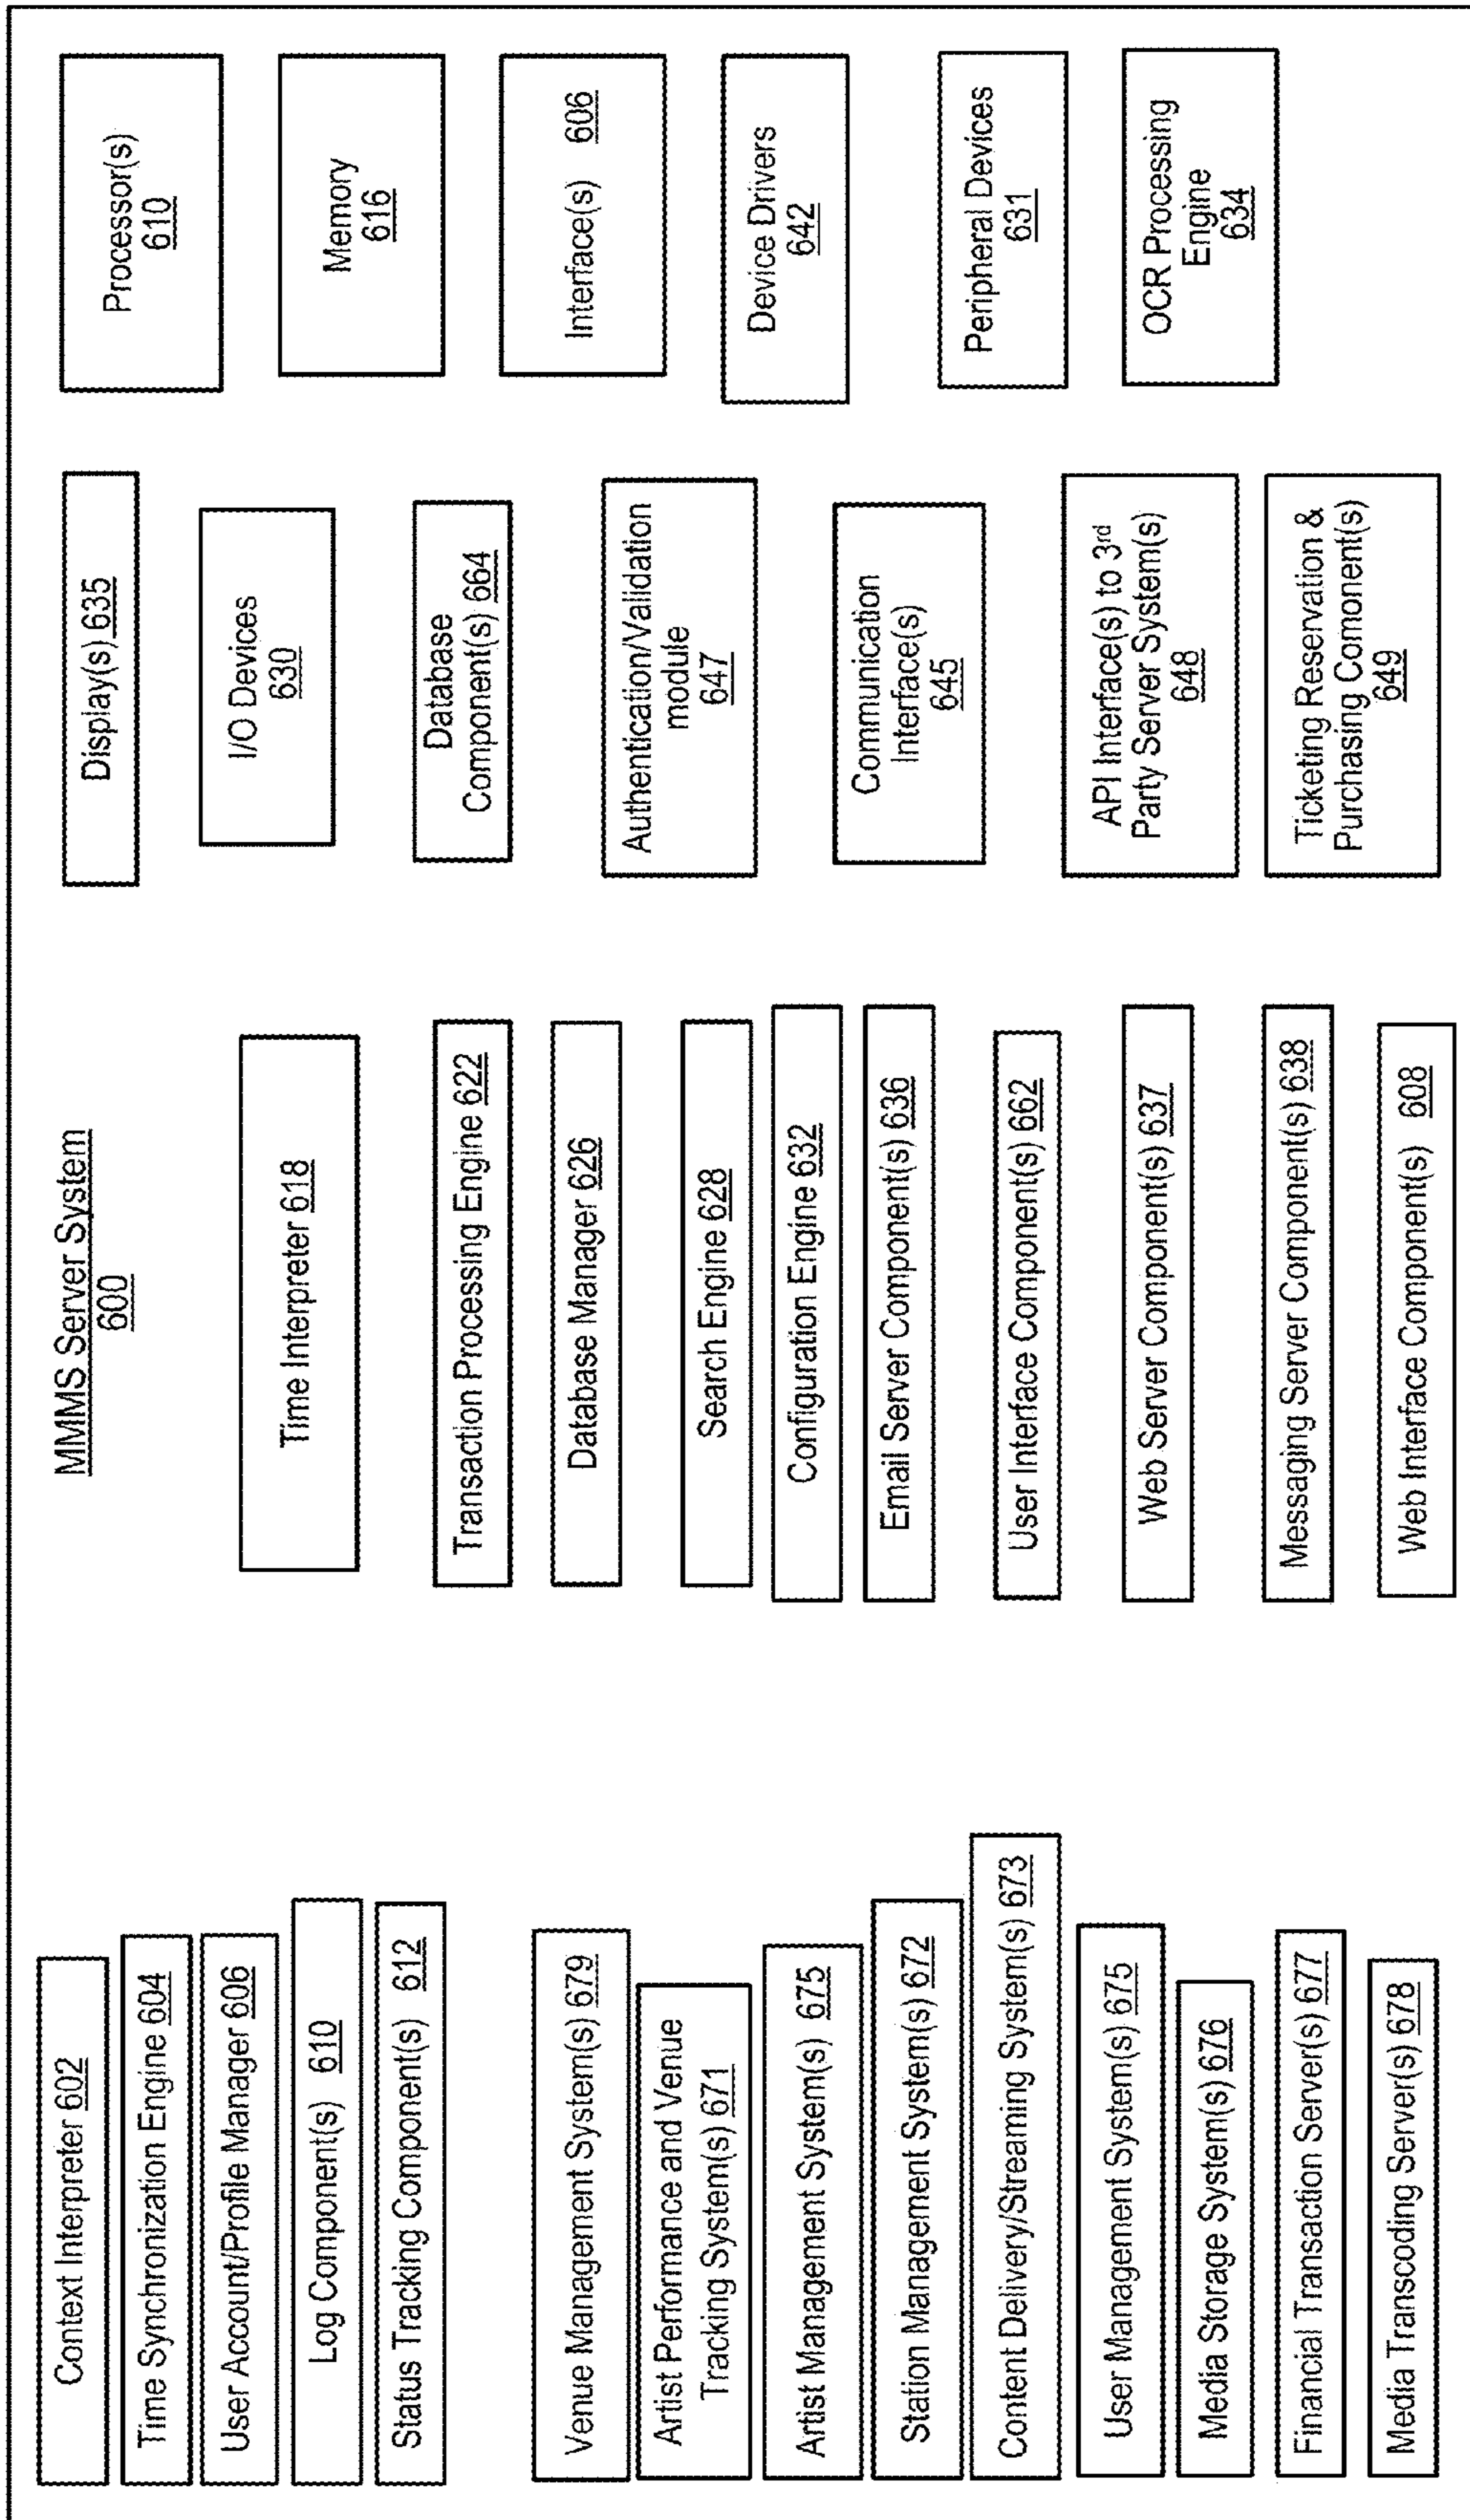 MMMS Server System
600
Context Interpreter 602
Time Synchronization Engine 604
User Account/Profile Manager 606
Log Component(s) 610
Status Tracking Component(s) 612
Venue Management System(s) 679
Artist Performance and Venue
Tracking System(s) 671
Artist Management System(s) 675
Station Management System(s) 672
Content Delivery/Streaming System(s) 673
User Management System(s) 675
Media Storage System(s) 676
Financial Transaction Server(s) 677
Media Transcoding Server(s) 678
Time Interpreter 618
Transaction Processing Engine 622
Database Manager 626
Search Engine 628
Configuration Engine 632
Email Server Component(s) 636
User Interface Component(s) 662
Web Server Component(s) 637
Messaging Server Component(s) 638
Web Interface Component(s) 608
Display(s) 635
I/O Devices
630
Database
Component(s) 664
Authentication/Validation
module
647
Communication
Interface(s)
645
API Interface(s) to 3rd
Party Server System(s)
648
Ticketing Reservation &
Purchasing Comonent(s)
649
Processor(s)
610
Memory
616
Interface(s) 606
Device Drivers
642
Peripheral Devices
631
OCR Processing
Engine
634